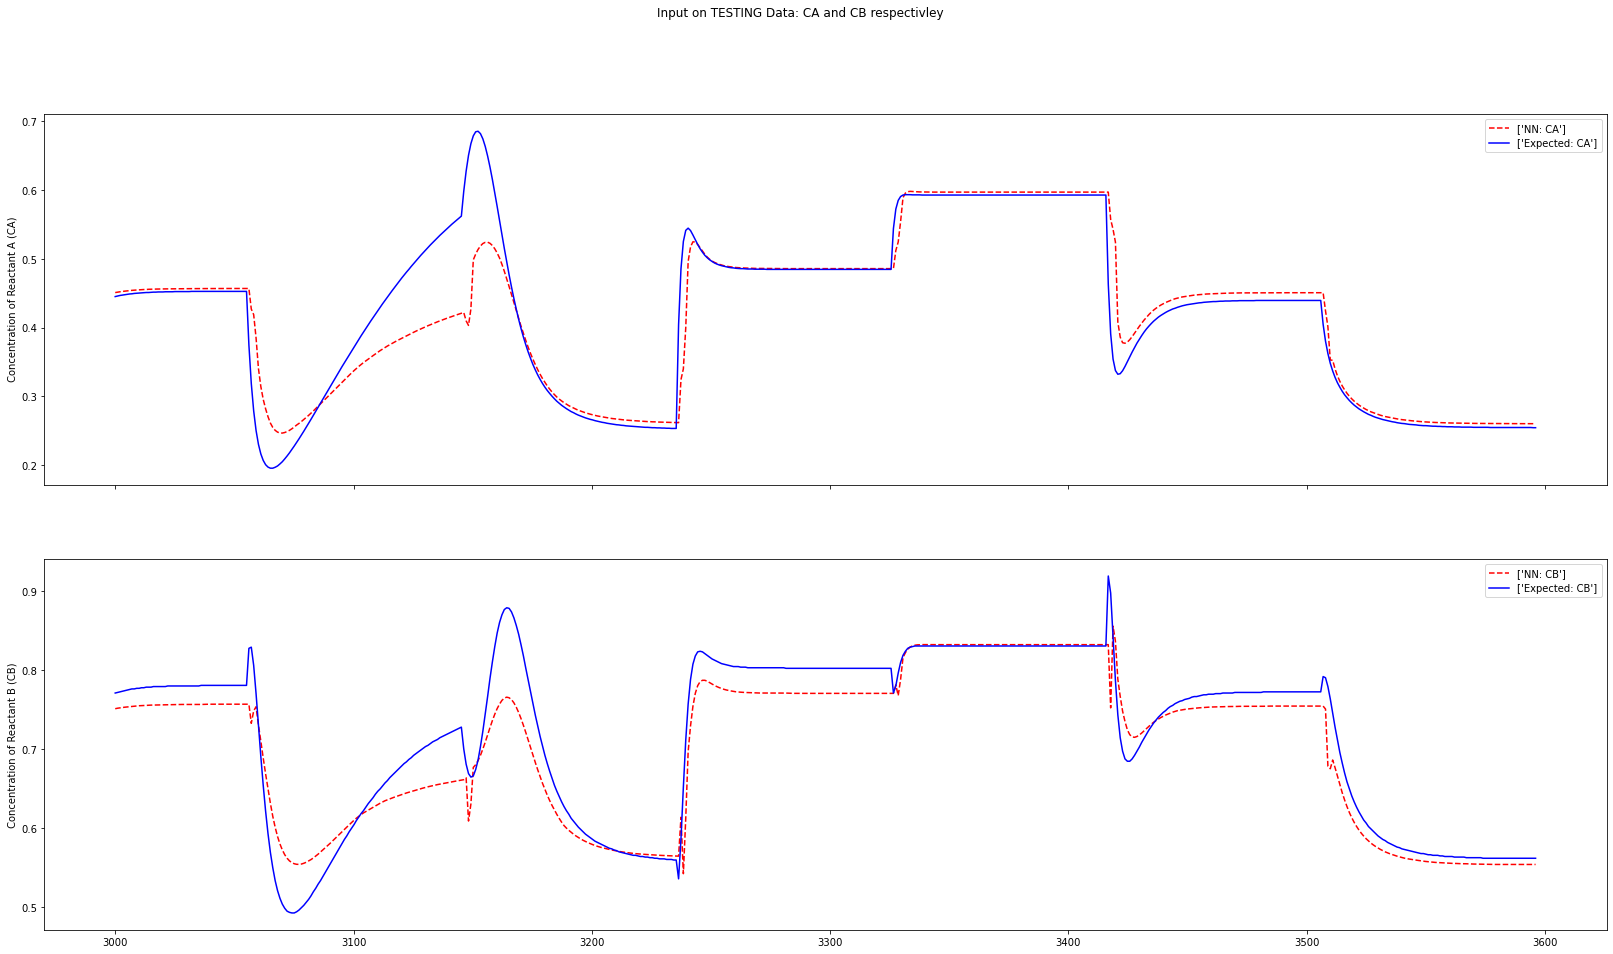 Input on TESTING Data: CA and CB respectivley
Concentration of Reactant A (CA)
0.7
0.6
0.5
0.4
0.3
0.2
['NN: CA']
['Expected: CA']
Concentration of Reactant B (CB)
0.9
0.8
0.7
0.6
0.5
['NN: CB']
['Expected: CB']
3000 3100 3200 3300 3400 3500 3600